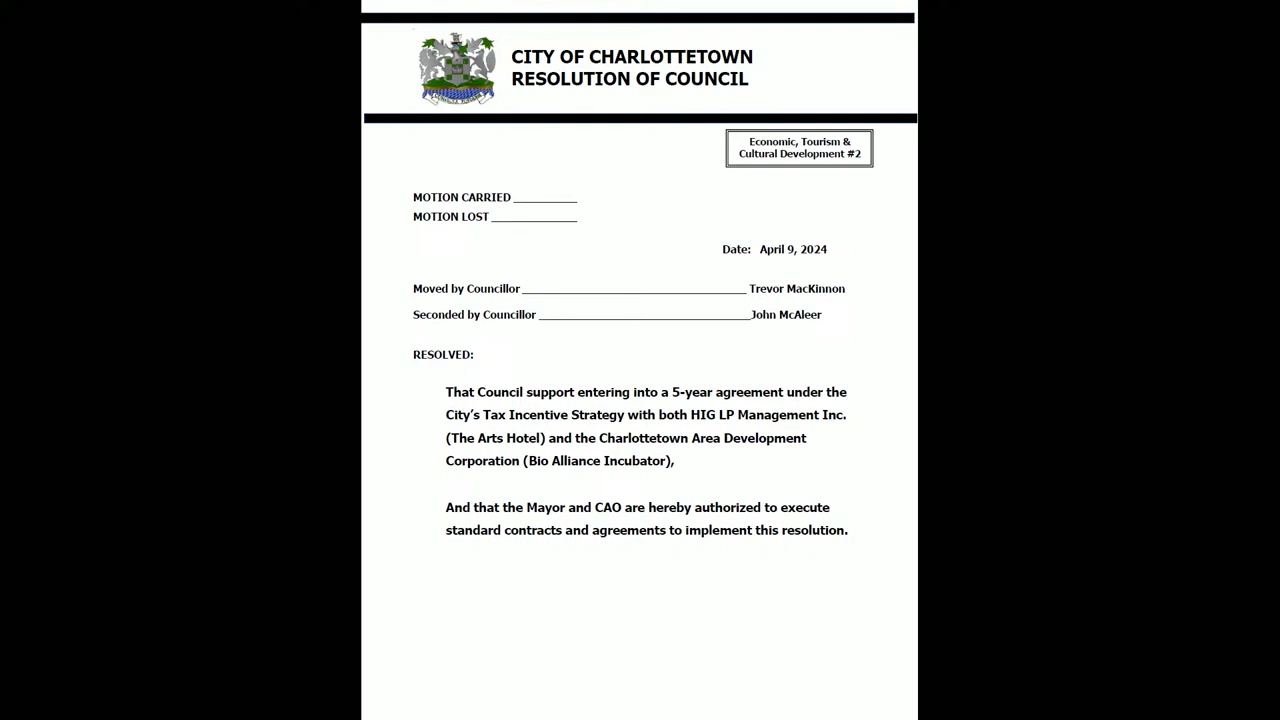 CITY OF CHARLOTTETOWN
RESOLUTION OF COUNCIL
Economic, Tourism &
Cultural Development #2
MOTION CARRIED __________
MOTION LOST ______________
Date: April 9, 2024
Moved by Councillor ___________________________________ Trevor MacKinnon
Seconded by Councillor _________________________________John McAleer
RESOLVED:
That Council support entering into a 5-year agreement under the
City’s Tax Incentive Strategy with both HIG LP Management Inc.
(The Arts Hotel) and the Charlottetown Area Development
Corporation (Bio Alliance Incubator),
And that the Mayor and CAO are hereby authorized to execute
standard contracts and agreements to implement this resolution.